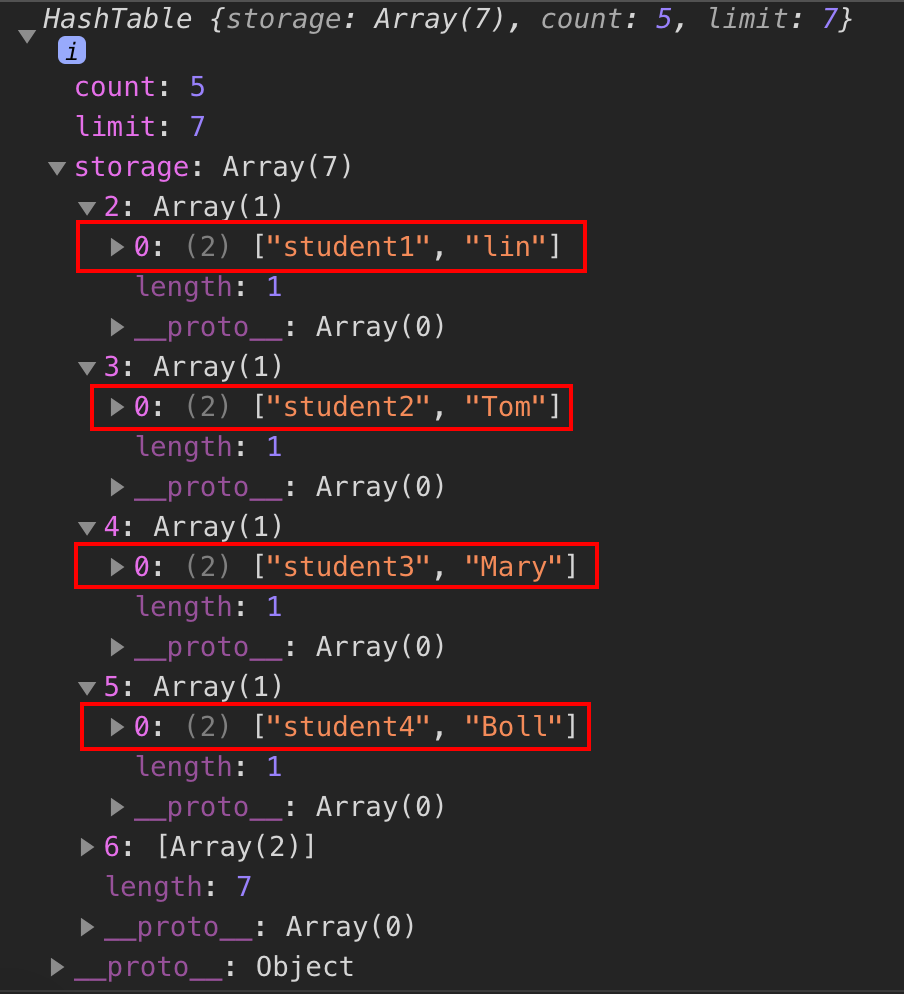 HashTable {storage: Array(7), count: 5, limit: 7}
i
count: 5
limit: 7
storage: Array(7)
2: Array(1)
0: (2) ["student1", "lin"]
length: 1
__proto__: Array(0)
3: Array(1)
0: (2) ["student2", "Tom"]
length: 1
__proto__: Array(0)
4: Array(1)
0: (2) ["student3", "Mary"]
length: 1
__proto__: Array(0)
5: Array(1)
0: (2) ["student4", "Boll"]
length: 1
__proto__: Array(0)
6: [Array(2)]
length: 7
__proto__: Array(0)
__proto__: Object